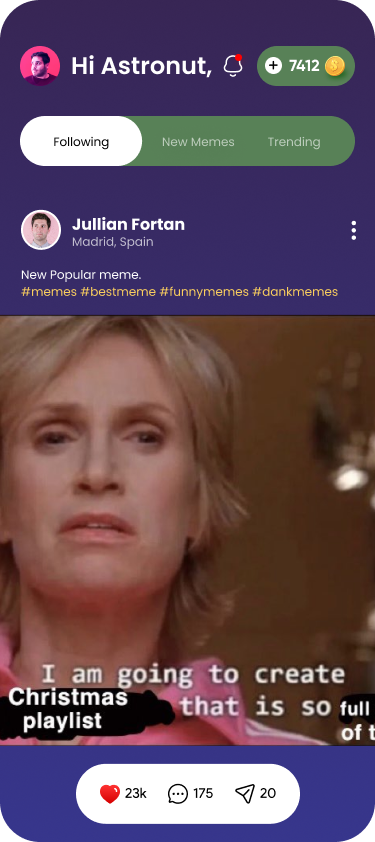 Hi Astronut,
7412
Following New Memes Trending
Jullian Fortan
Madrid, Spain
New Popular meme.
#memes #bestmeme #funnymemes #dankmemes
I am going to create
Christmas
playlist
that is so full
of t
23k 175 20